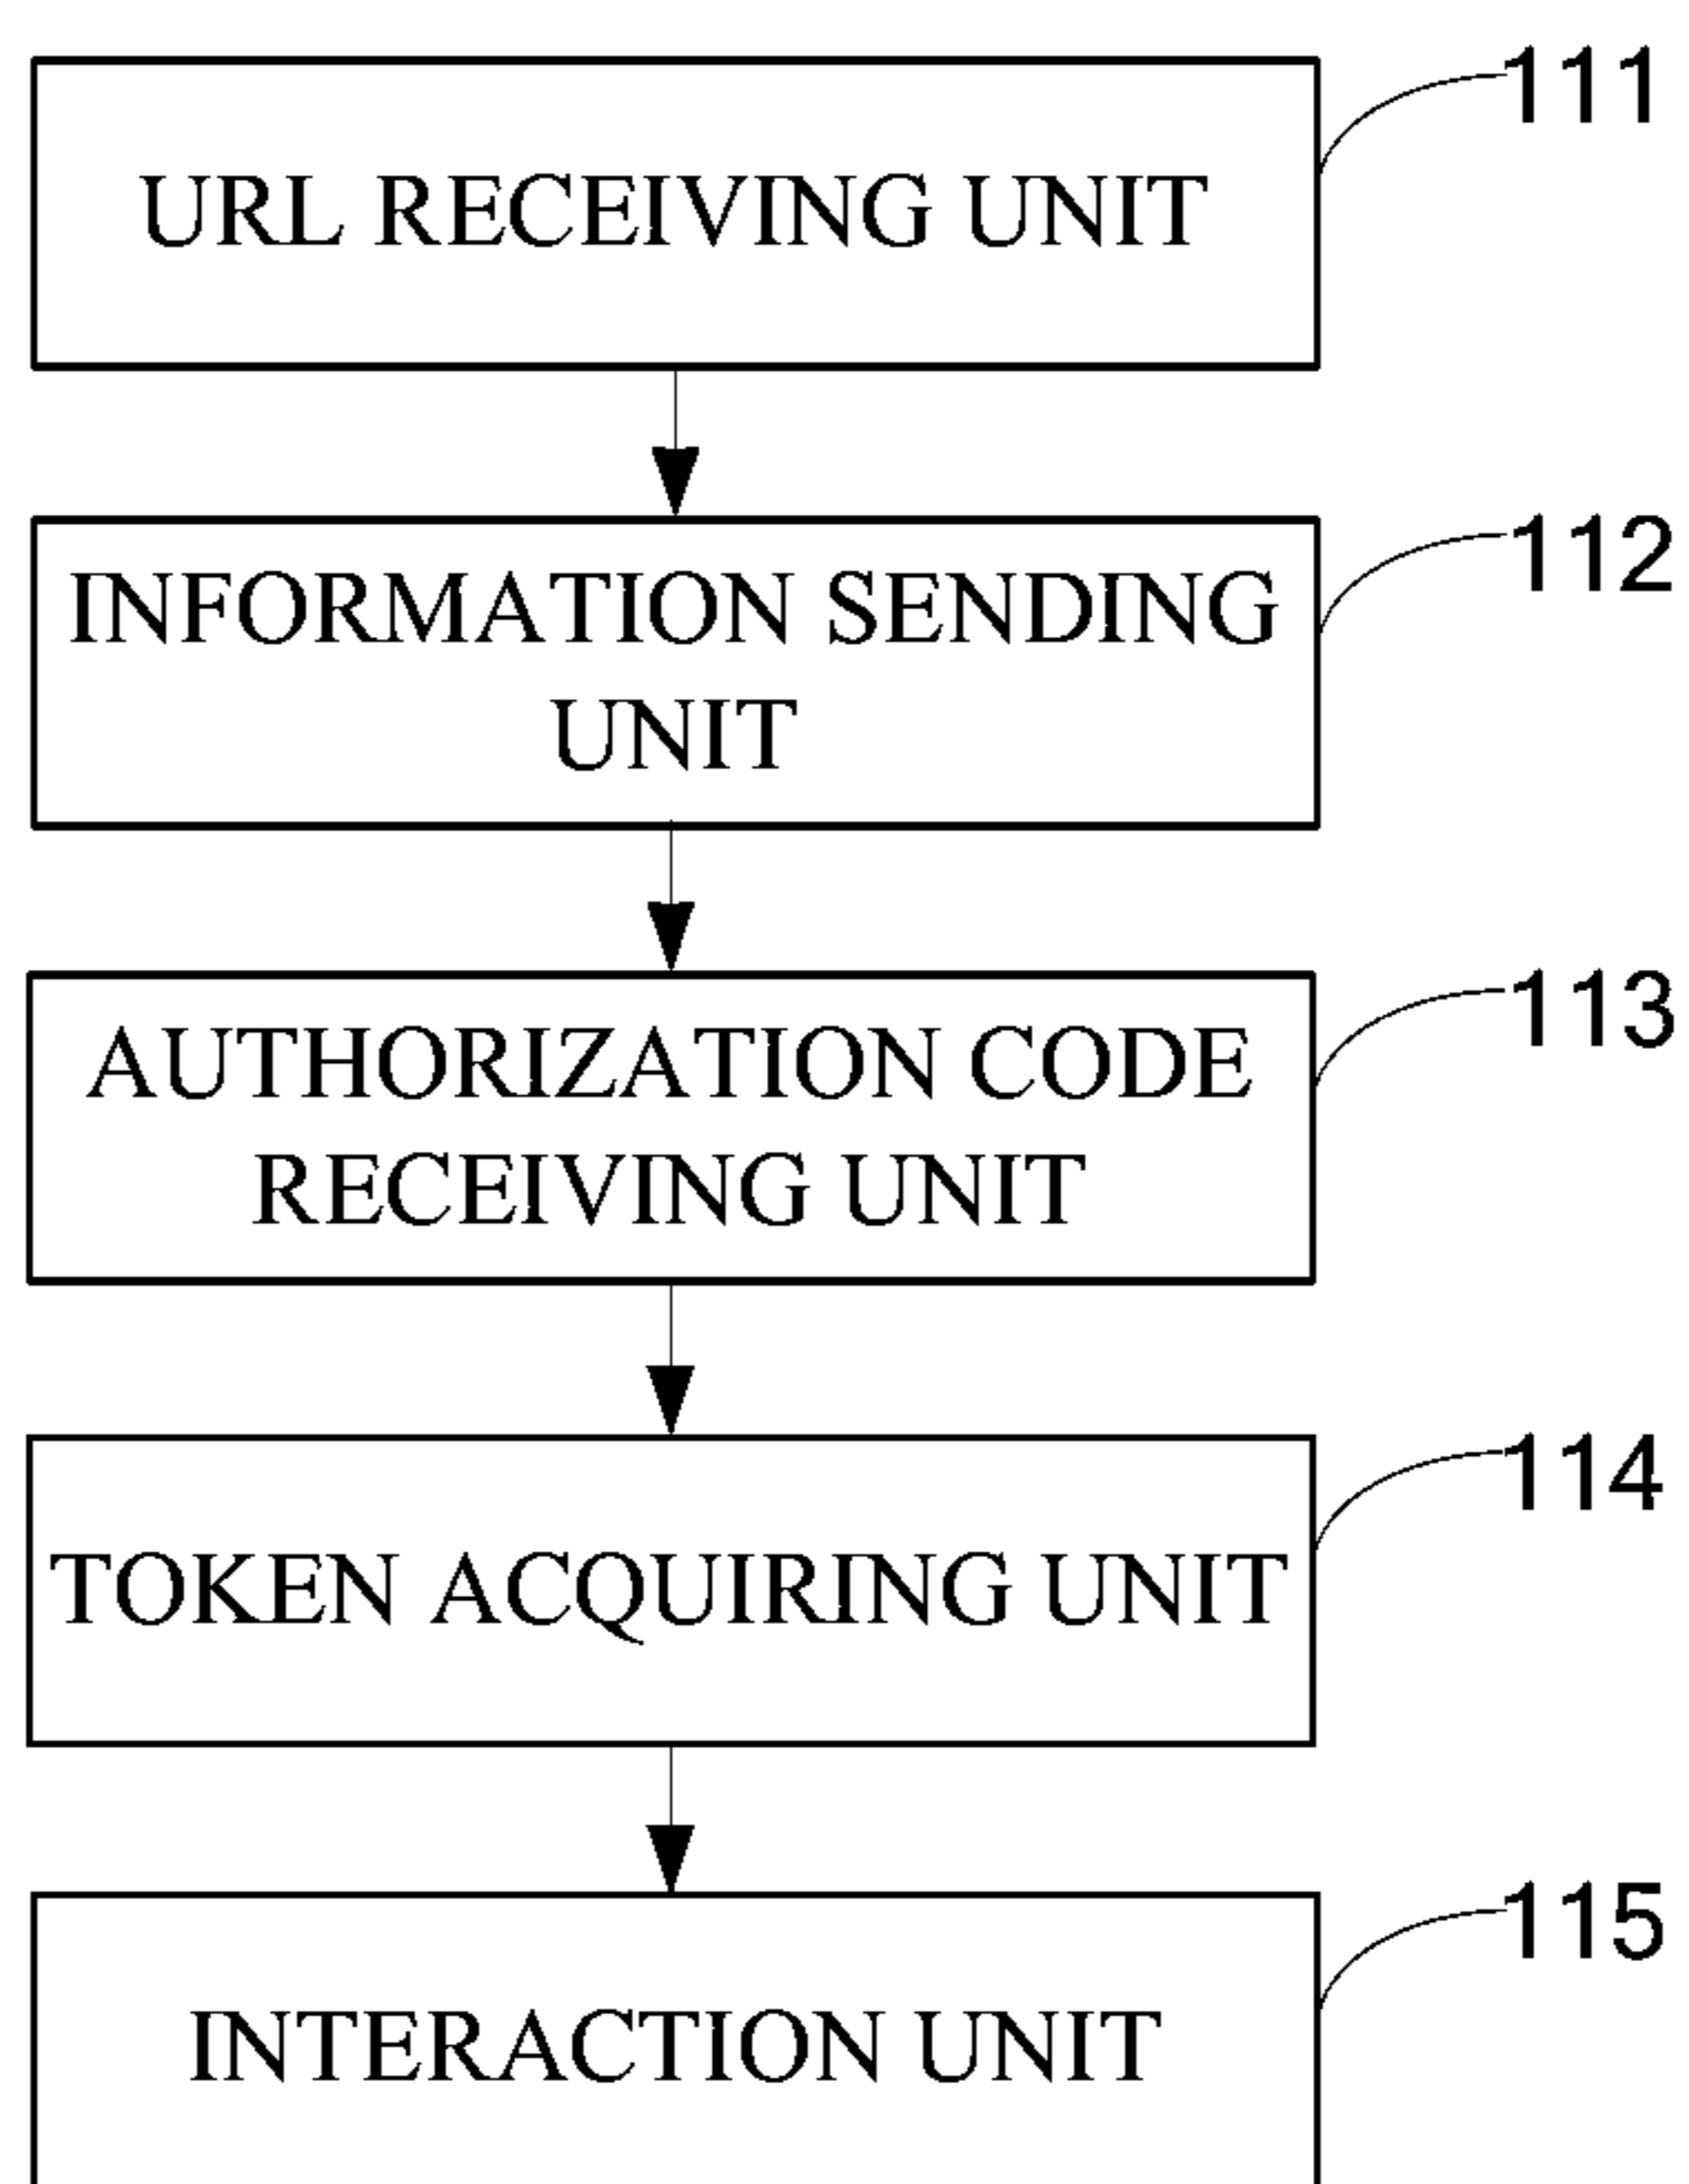 111
URL RECEIVING UNIT
112
INFORMATION SENDING
UNIT
113
AUTHORIZATION CODE
RECEIVING UNIT
114
TOKEN ACQUIRING UNIT
115
INTERACTION UNIT